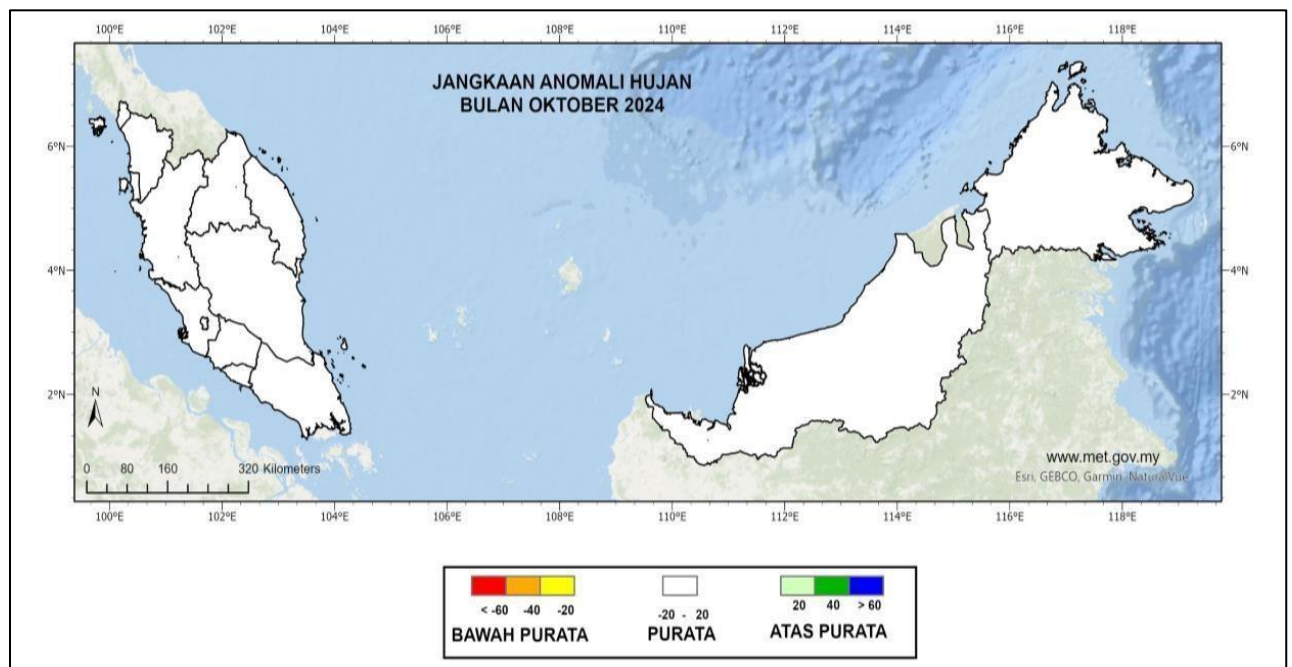 100°E 102°E 104°E 106°E 108°E 110°E 112°E 114°E 116°E 118°E
JANGKAAN ANOMALI HUJAN
BULAN OKTOBER 2024
6°N 6°N
4°N 4°N
2°N 2°N
N
0 80 160 320 Kilometers
www.met.gov.my
Esri, GEBCO, Garmin, NaturalVue
100°E 102°E 104°E 106°E 108°E 110°E 112°E 114°E 116°E 118°E
< -60 -40 -20 -20 - 20 20 40 > 60
BAWAH PURATA PURATA ATAS PURATA